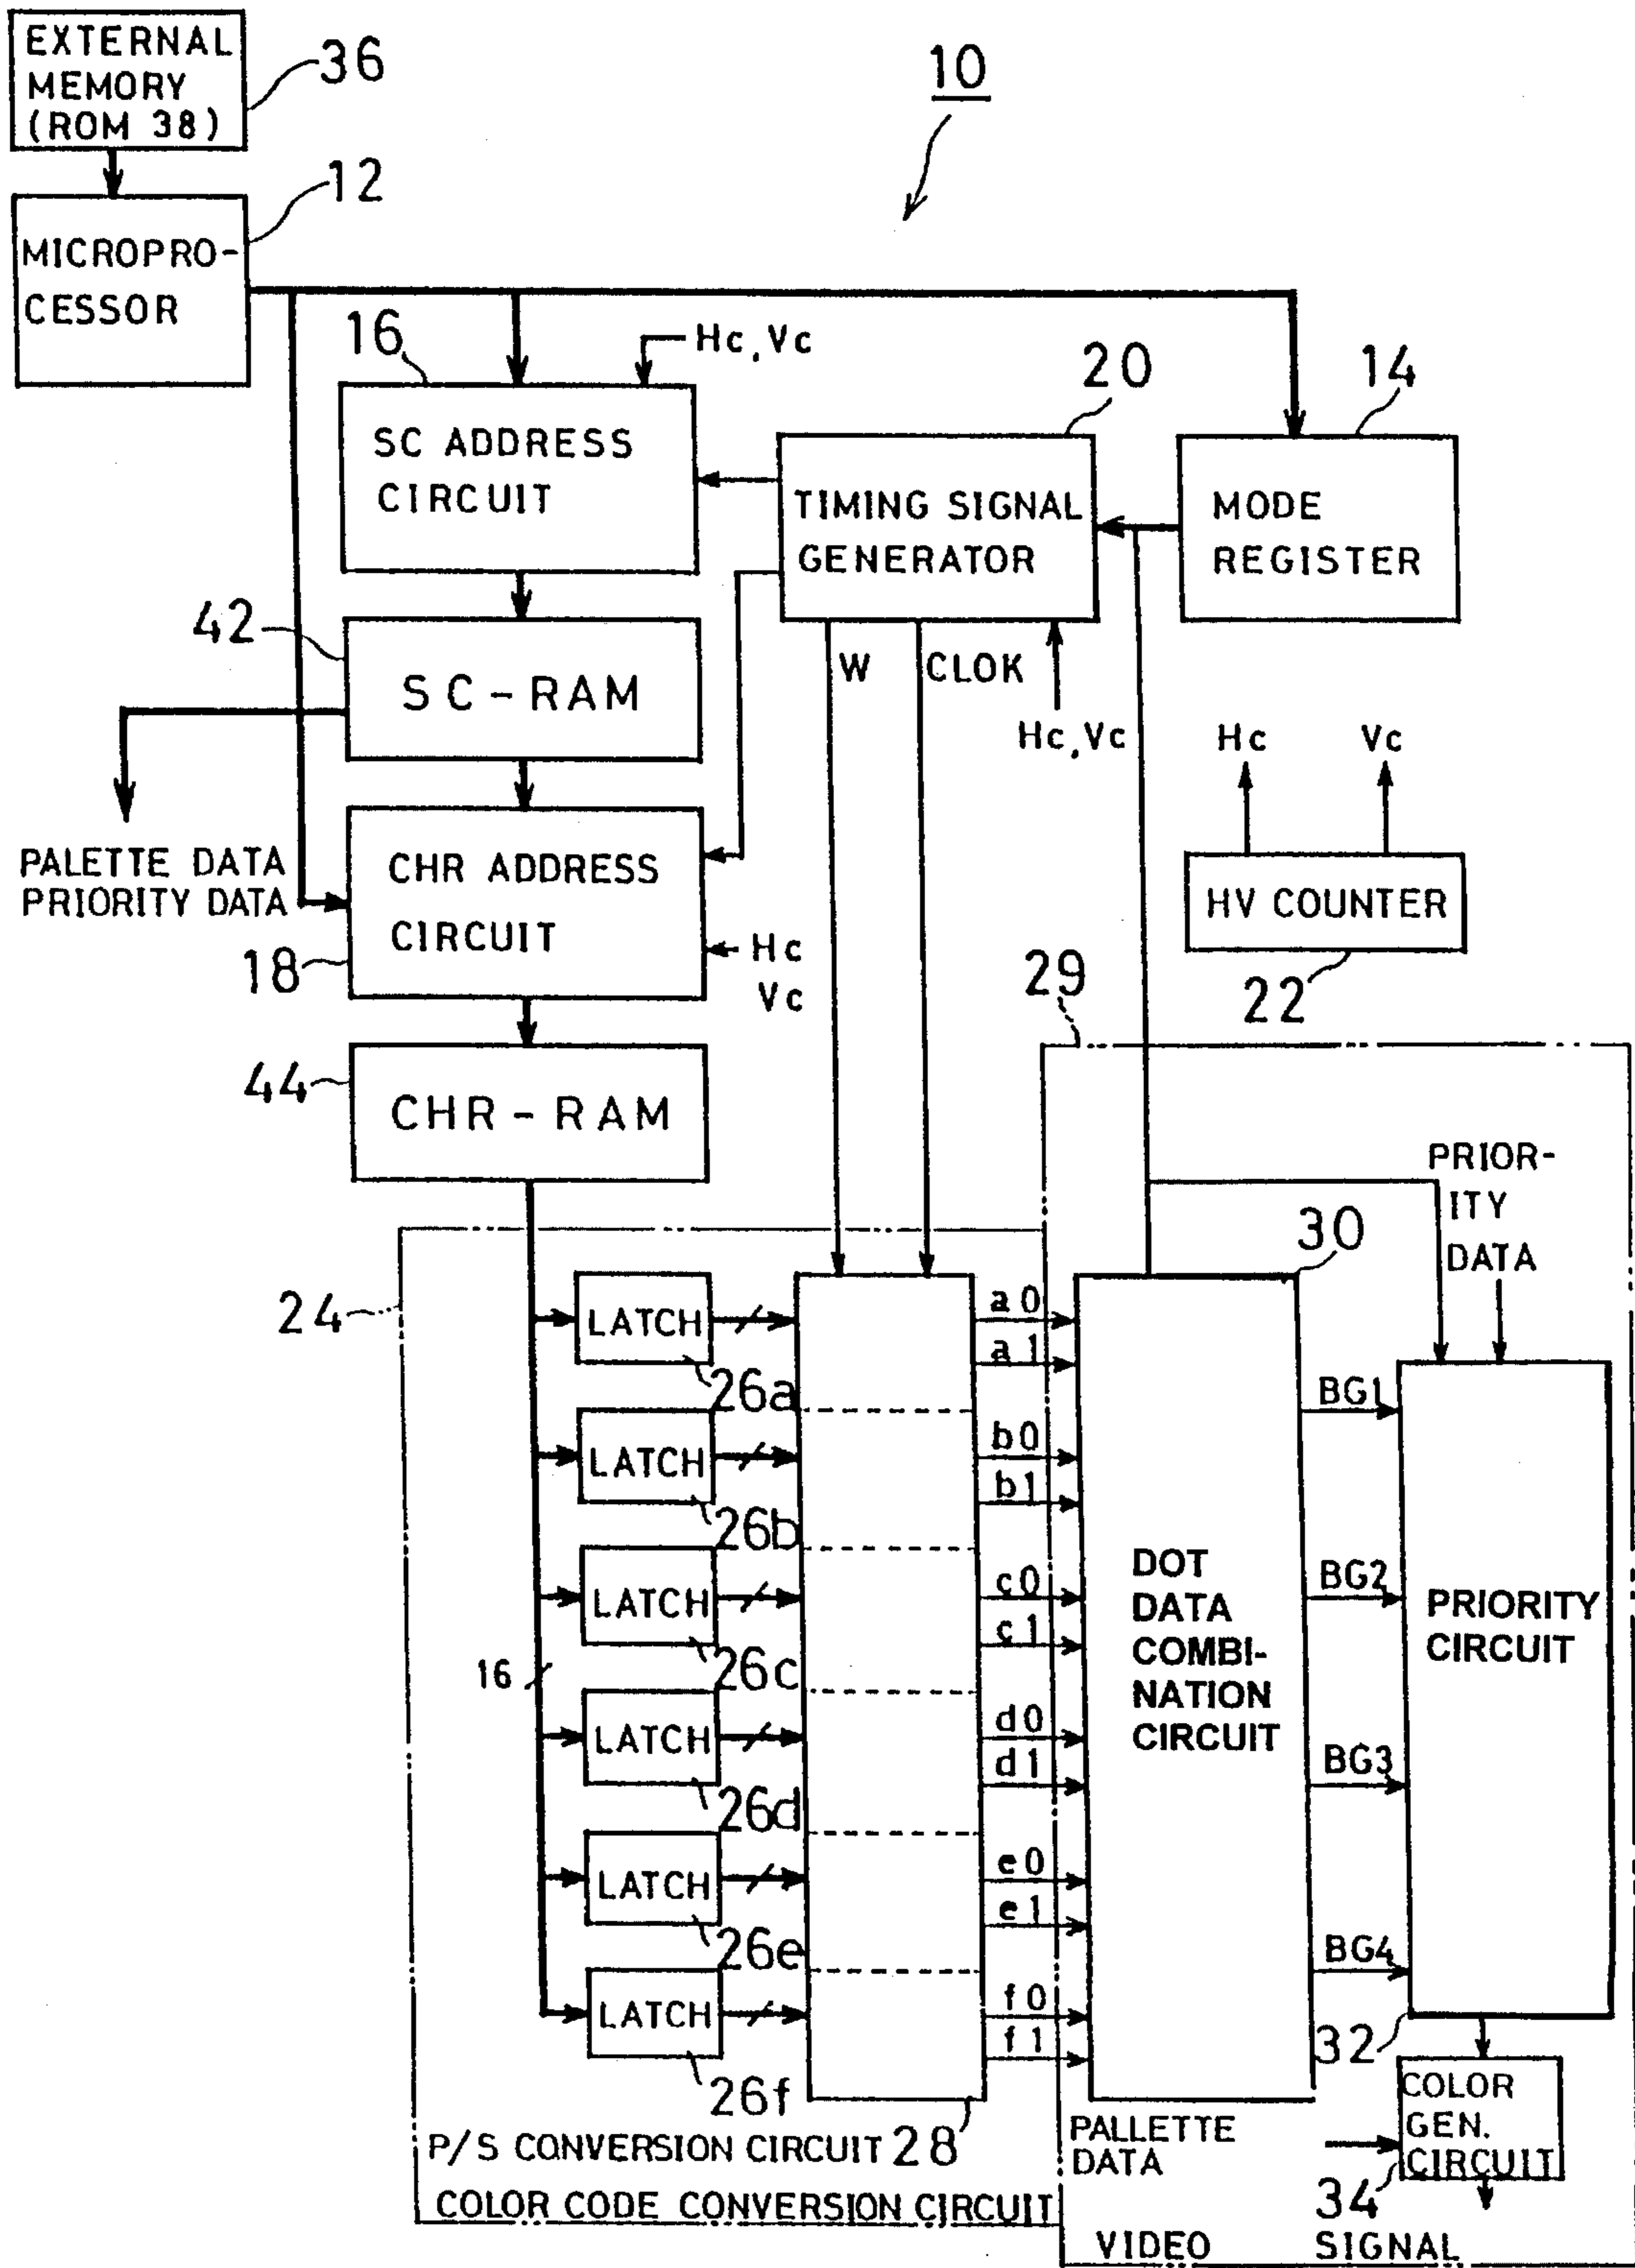 EXTERNAL
MEMORY
(ROM 38)
36
10
12
MICROPRO-
CESSOR
16
Hc,Vc
20
14
SC ADDRESS
CIRCUIT
TIMING SIGNAL
GENERATOR
MODE
REGISTER
42
SC-RAM
W
CLOK
Hc,Vc
Hc
Vc
PALETTE DATA
PRIORITY DATA
CHR ADDRESS
CIRCUIT
18
Hc
Vc
HV COUNTER
22
29
44
CHR-RAM
PRIOR-
ITY
DATA
30
24
LATCH
26a
a0
a1
BG1
LATCH
26b
b0
b1
LATCH
26c
c0
c1
BG2
DOT
DATA
COMBI-
NATION
CIRCUIT
PRIORITY
CIRCUIT
16
LATCH
26d
d0
d1
BG3
LATCH
26e
e0
e1
BG4
LATCH
26f
f0
f1
32
COLOR
GEN.
CIRCUIT
34
P/S CONVERSION CIRCUIT 28
PALLETTE
DATA
COLOR CODE CONVERSION CIRCUIT
VIDEO SIGNAL